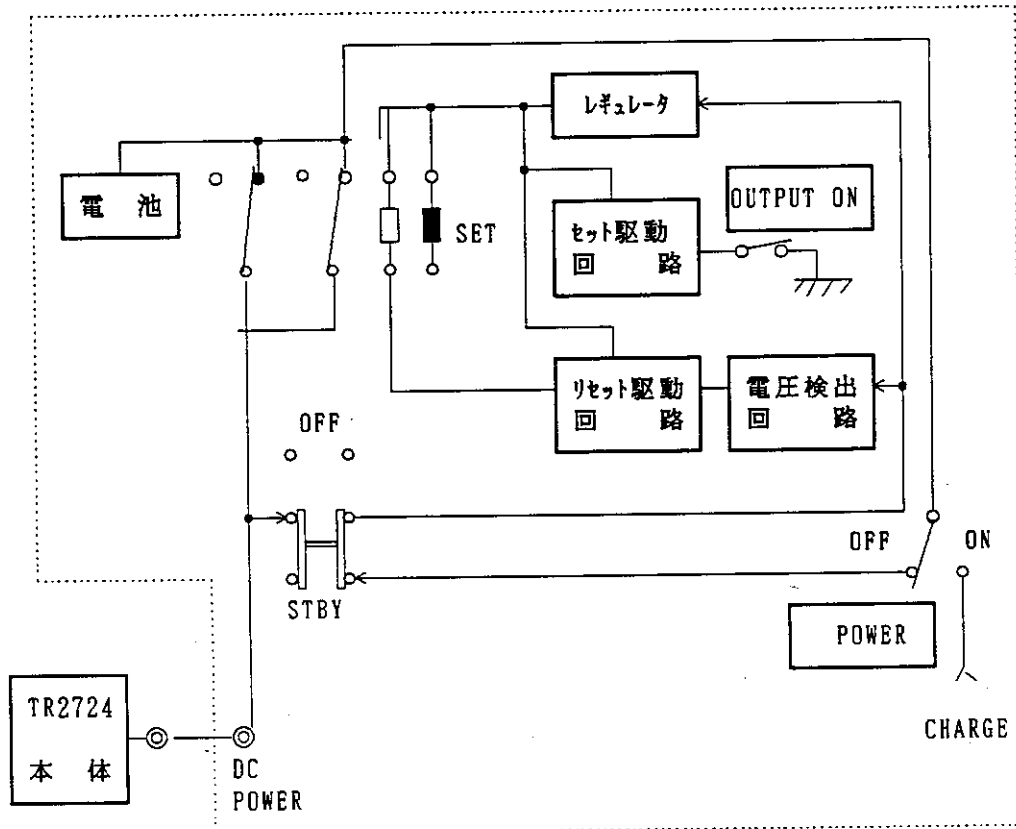 レギュレータ
電 池
OUTPUT ON
SET
セット駆動
回 路
リセット駆動
回 路
電圧検出
回 路
OFF
OFF
ON
STBY
POWER
TR2724
本 体
CHARGE
DC
POWER